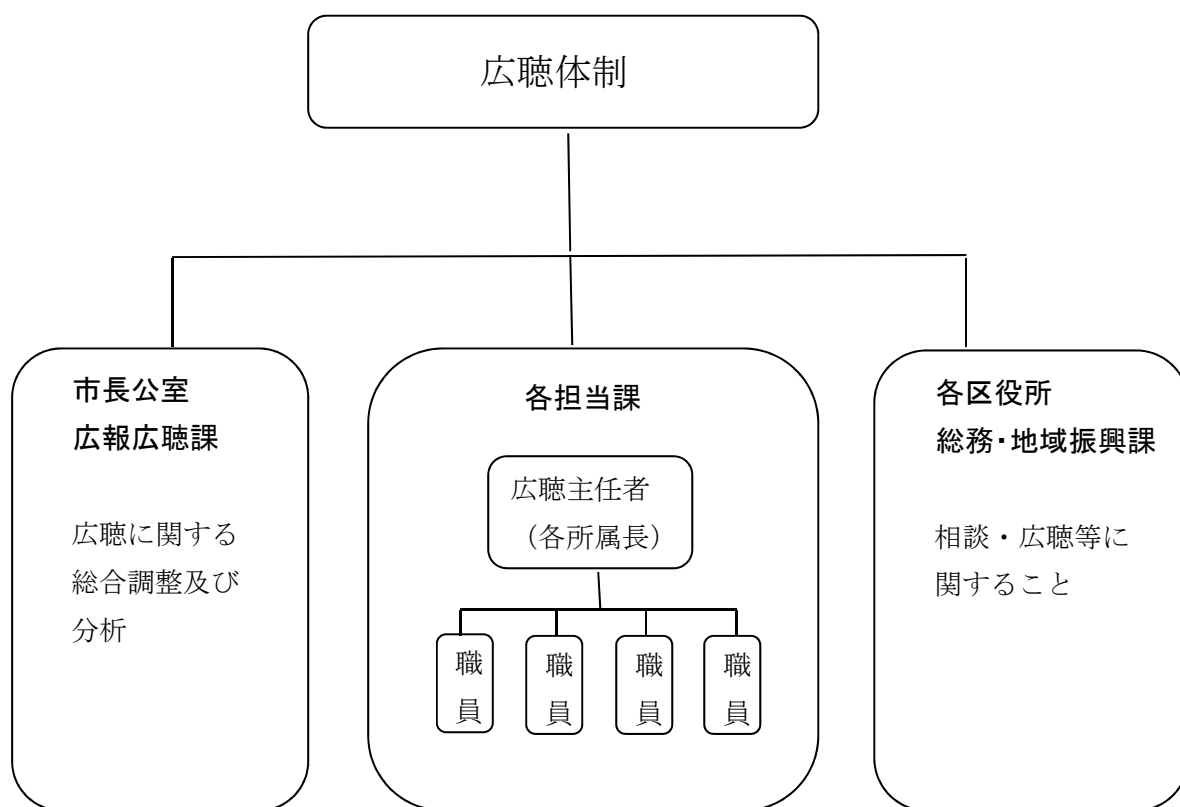 広聴体制
市長公室
広報広聴課
広聴に関する
総合調整及び
分析
各担当課
広聴主任者
（各所属長）
職員
職員
職員
職員
各区役所
総務・地域振興課
相談・広聴等に
関すること